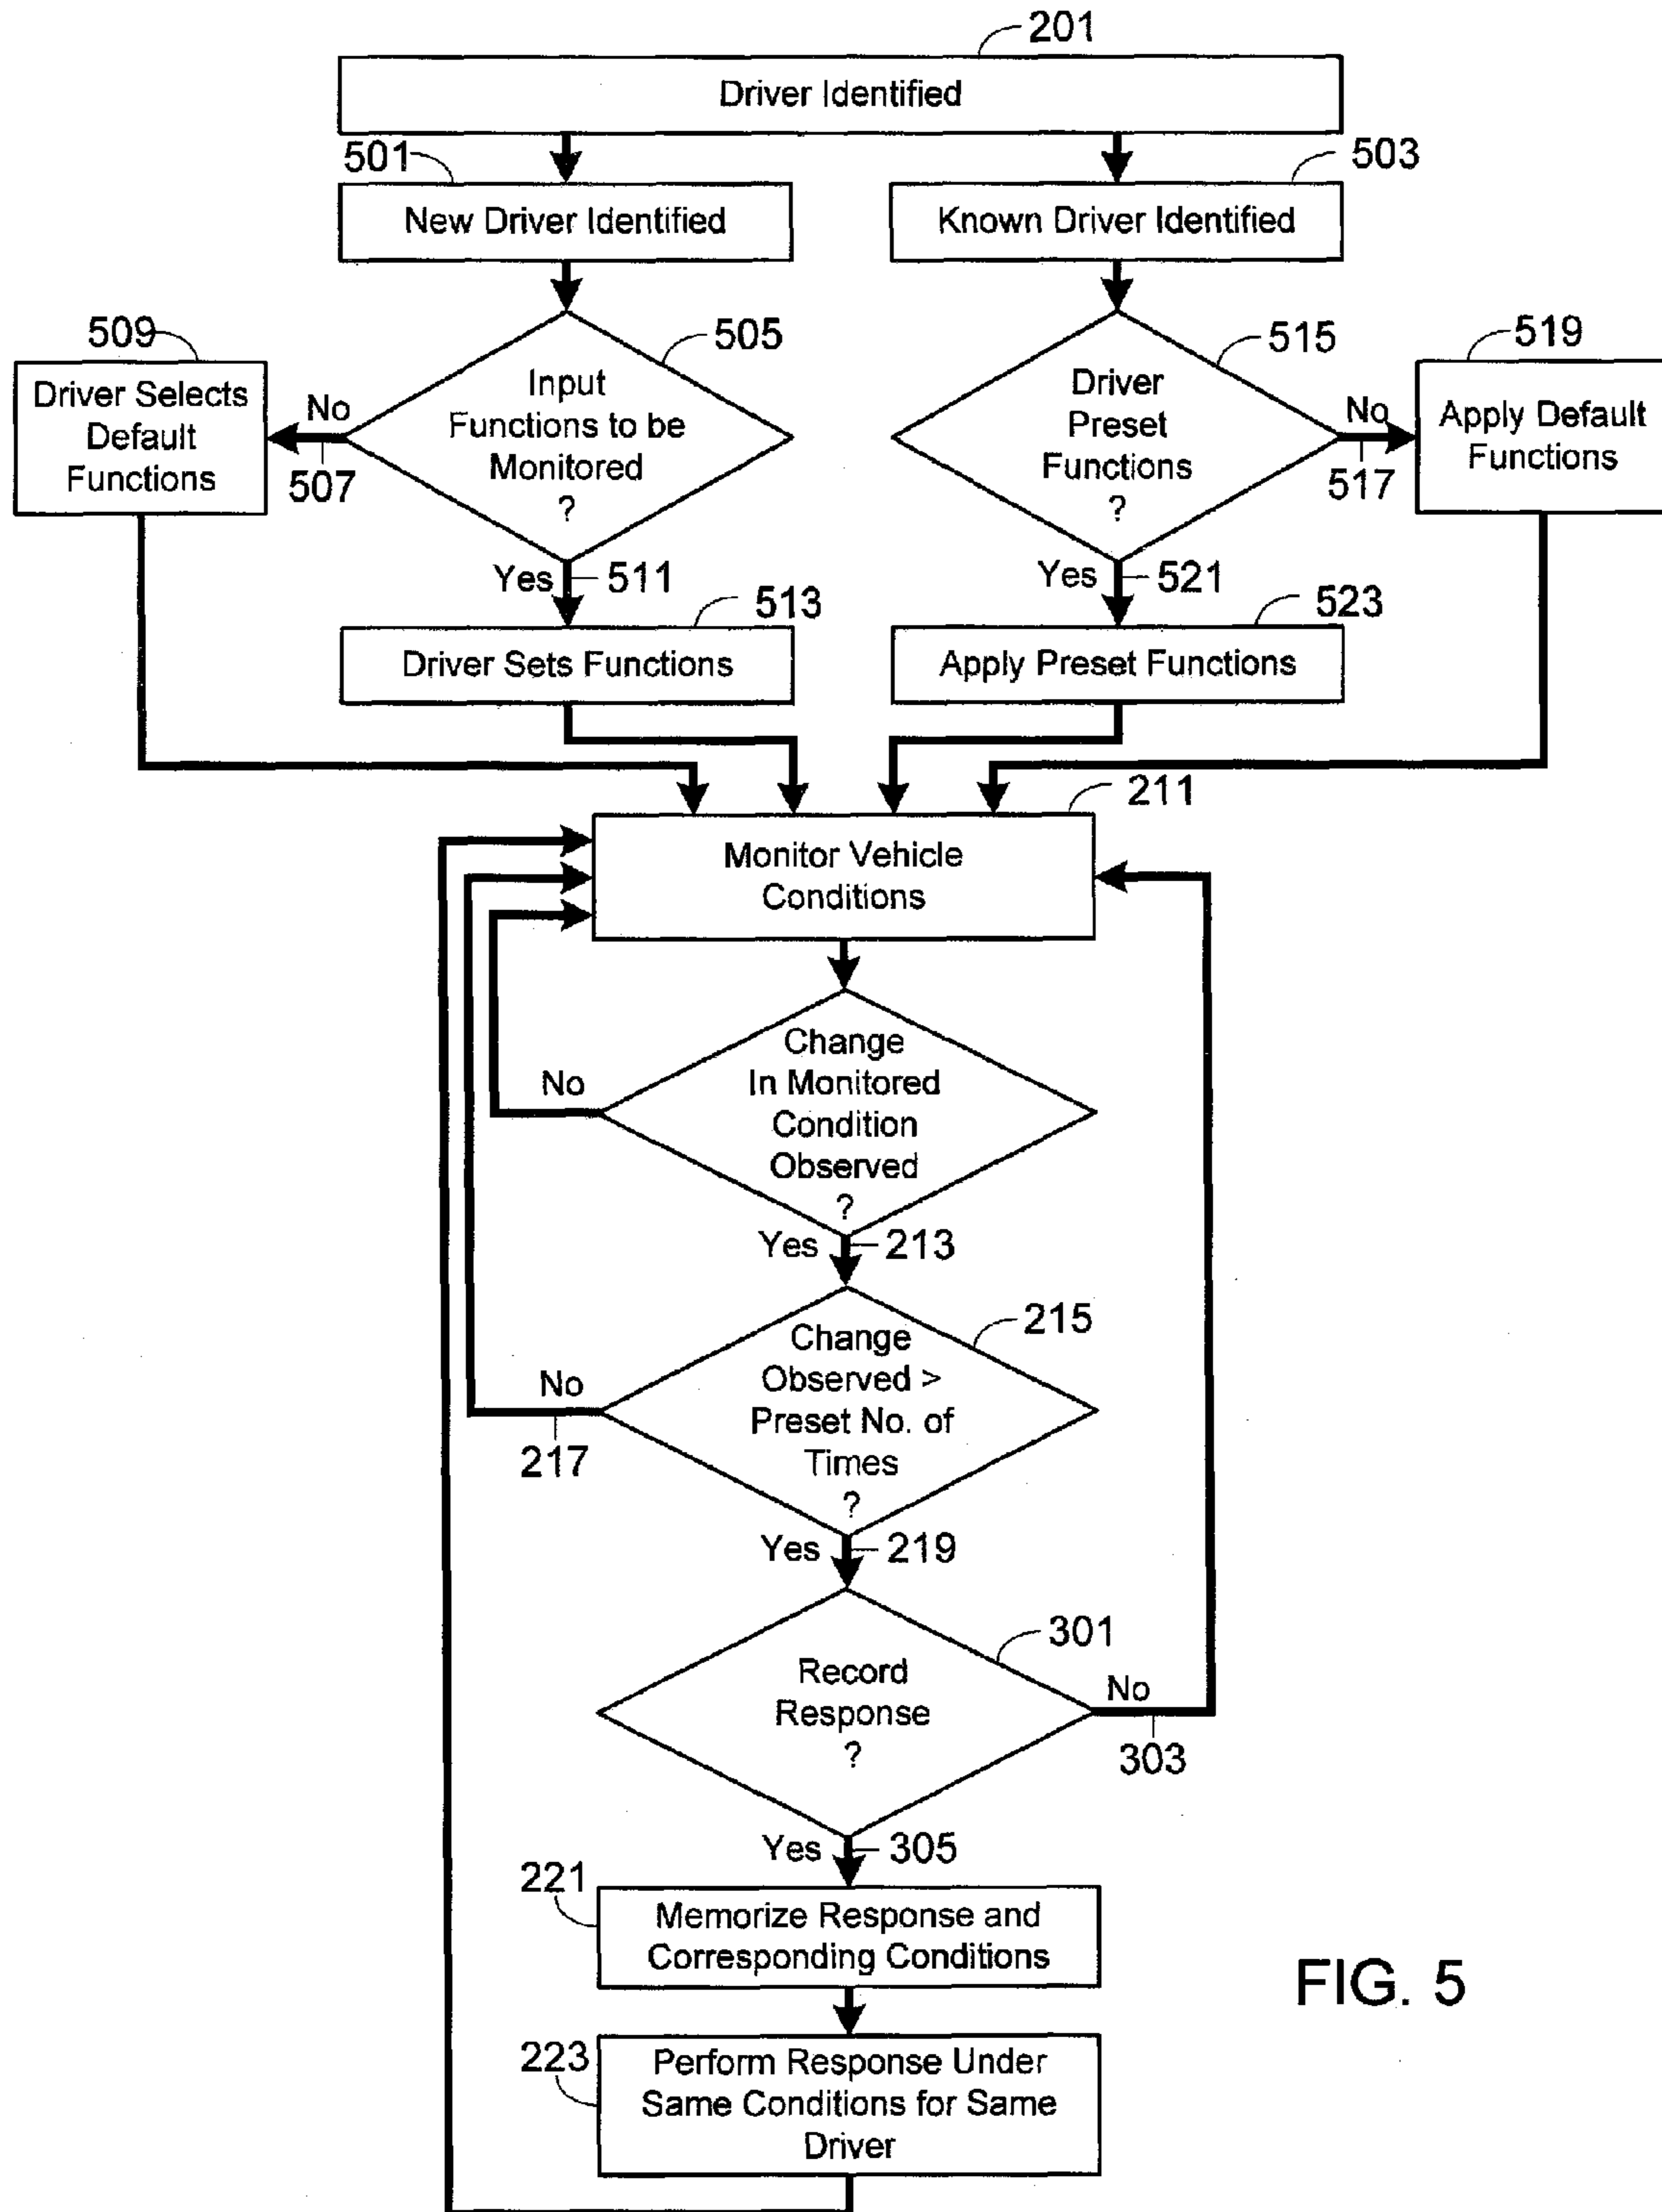 201
Driver Identified
501
503
New Driver Identified
Known Driver Identified
509
505
515
519
Driver Selects
Default
Functions
No
507
Input
Functions to be
Monitored
?
Driver
Preset
Functions
?
No
517
Apply Default
Functions
Yes
511
Yes
521
513
523
Driver Sets Functions
Apply Preset Functions
211
Monitor Vehicle
Conditions
Change
In Monitored
Condition
Observed
?
No
Yes
213
215
Change
Observed >
Preset No. of
Times
?
No
217
Yes
219
301
Record
Response
?
No
303
Yes
305
221
Memorize Response and
Corresponding Conditions
223
Perform Response Under
Same Conditions for Same
Driver
FIG. 5